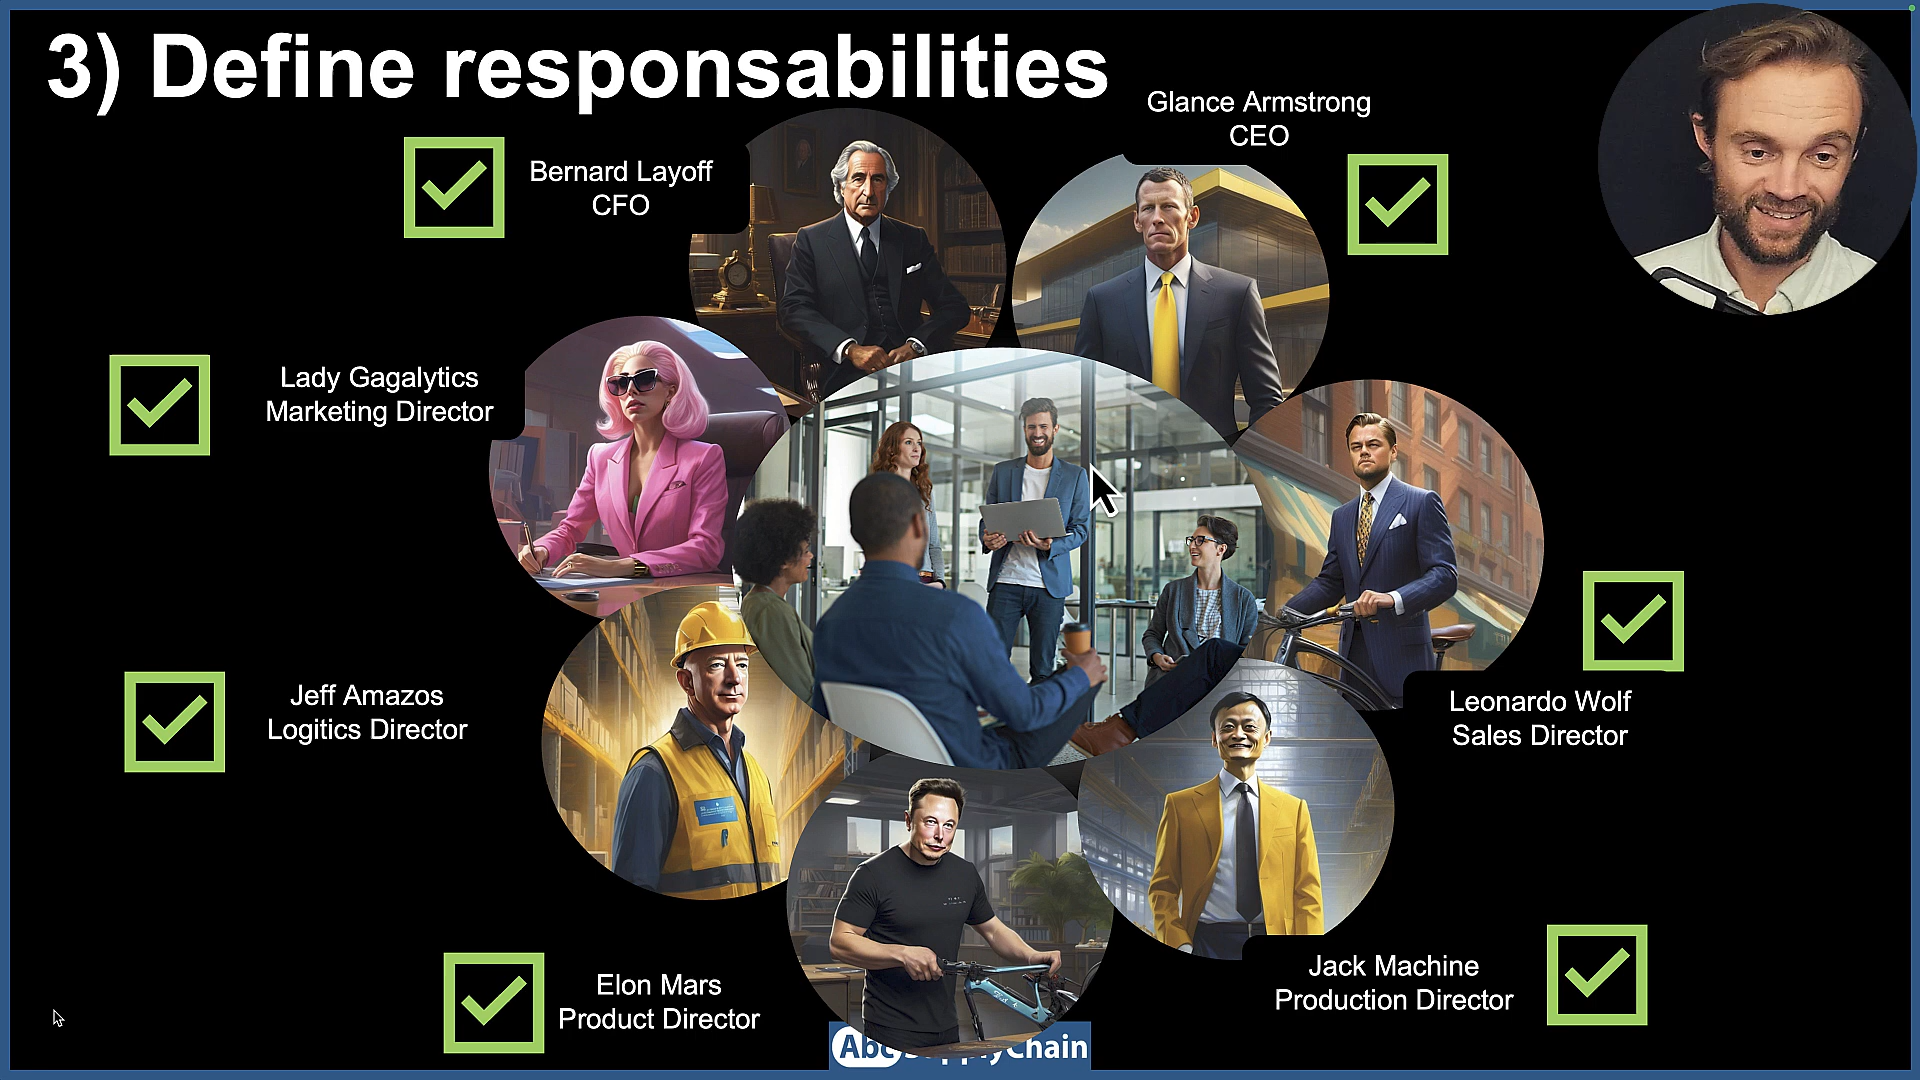 3) Define responsabilities
Glance Armstrong
CEO
Bernard Layoff
CFO
Lady Gagalytics
Marketing Director
Jeff Amazos
Logitics Director
Leonardo Wolf
Sales Director
Elon Mars
Product Director
Jack Machine
Production Director
AbcSupplyChain